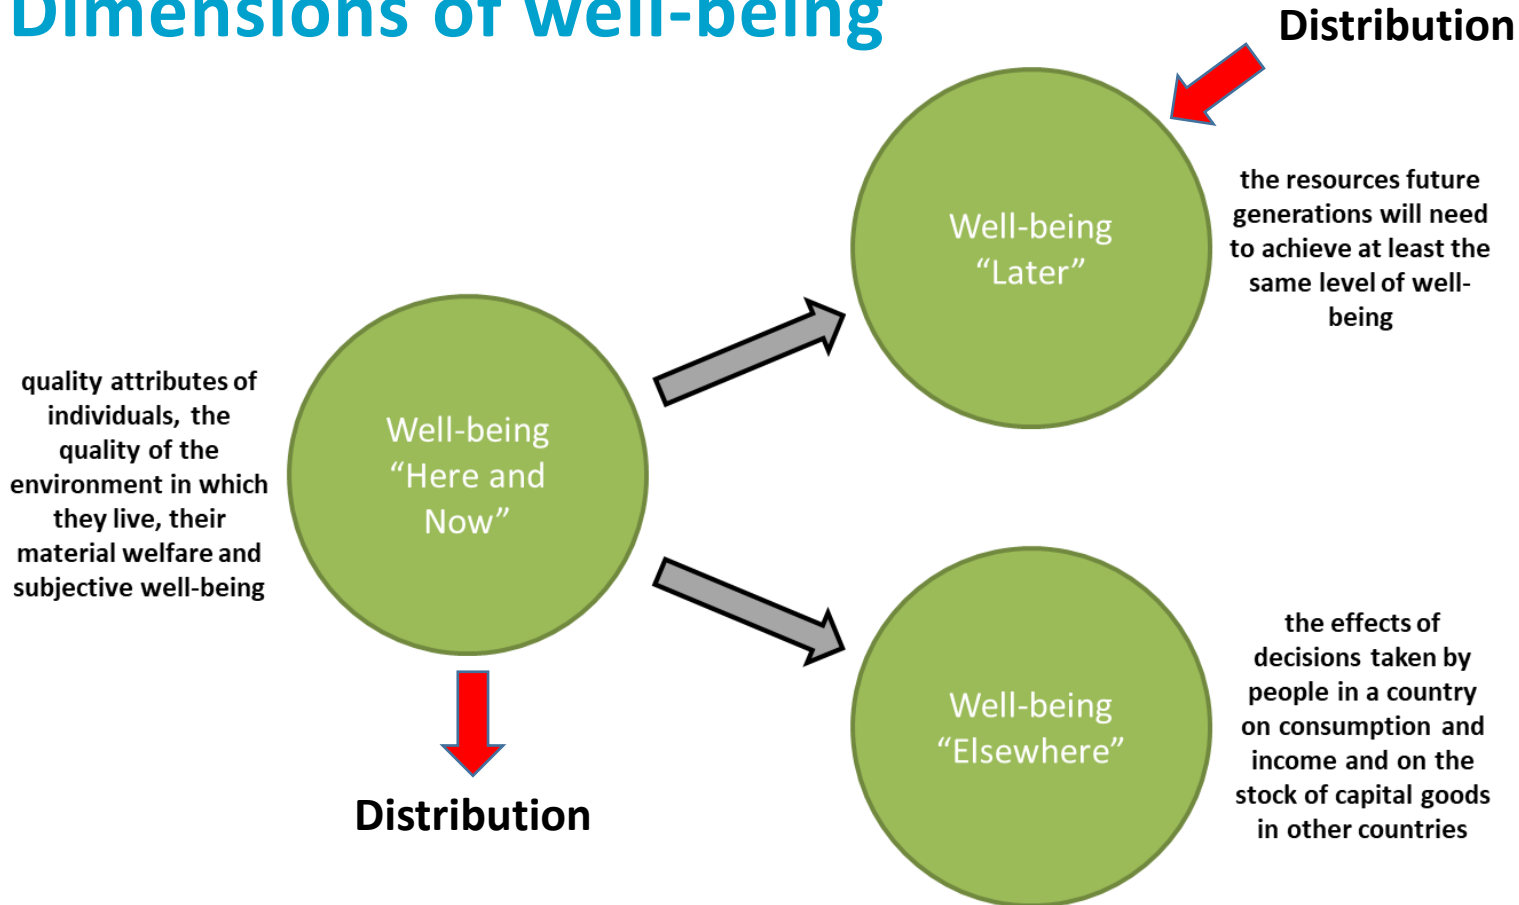 Dimensions of well-being
Distribution
Well-being
“Later”
the resources future
generations will need
to achieve at least the
same level of well-
being
quality attributes of
individuals, the
quality of the
environment in which
they live, their
material welfare and
subjective well-being
Well-being
“Here and
Now”
Distribution
Well-being
“Elsewhere”
the effects of
decisions taken by
people in a country
on consumption and
income and on the
stock of capital goods
in other countries